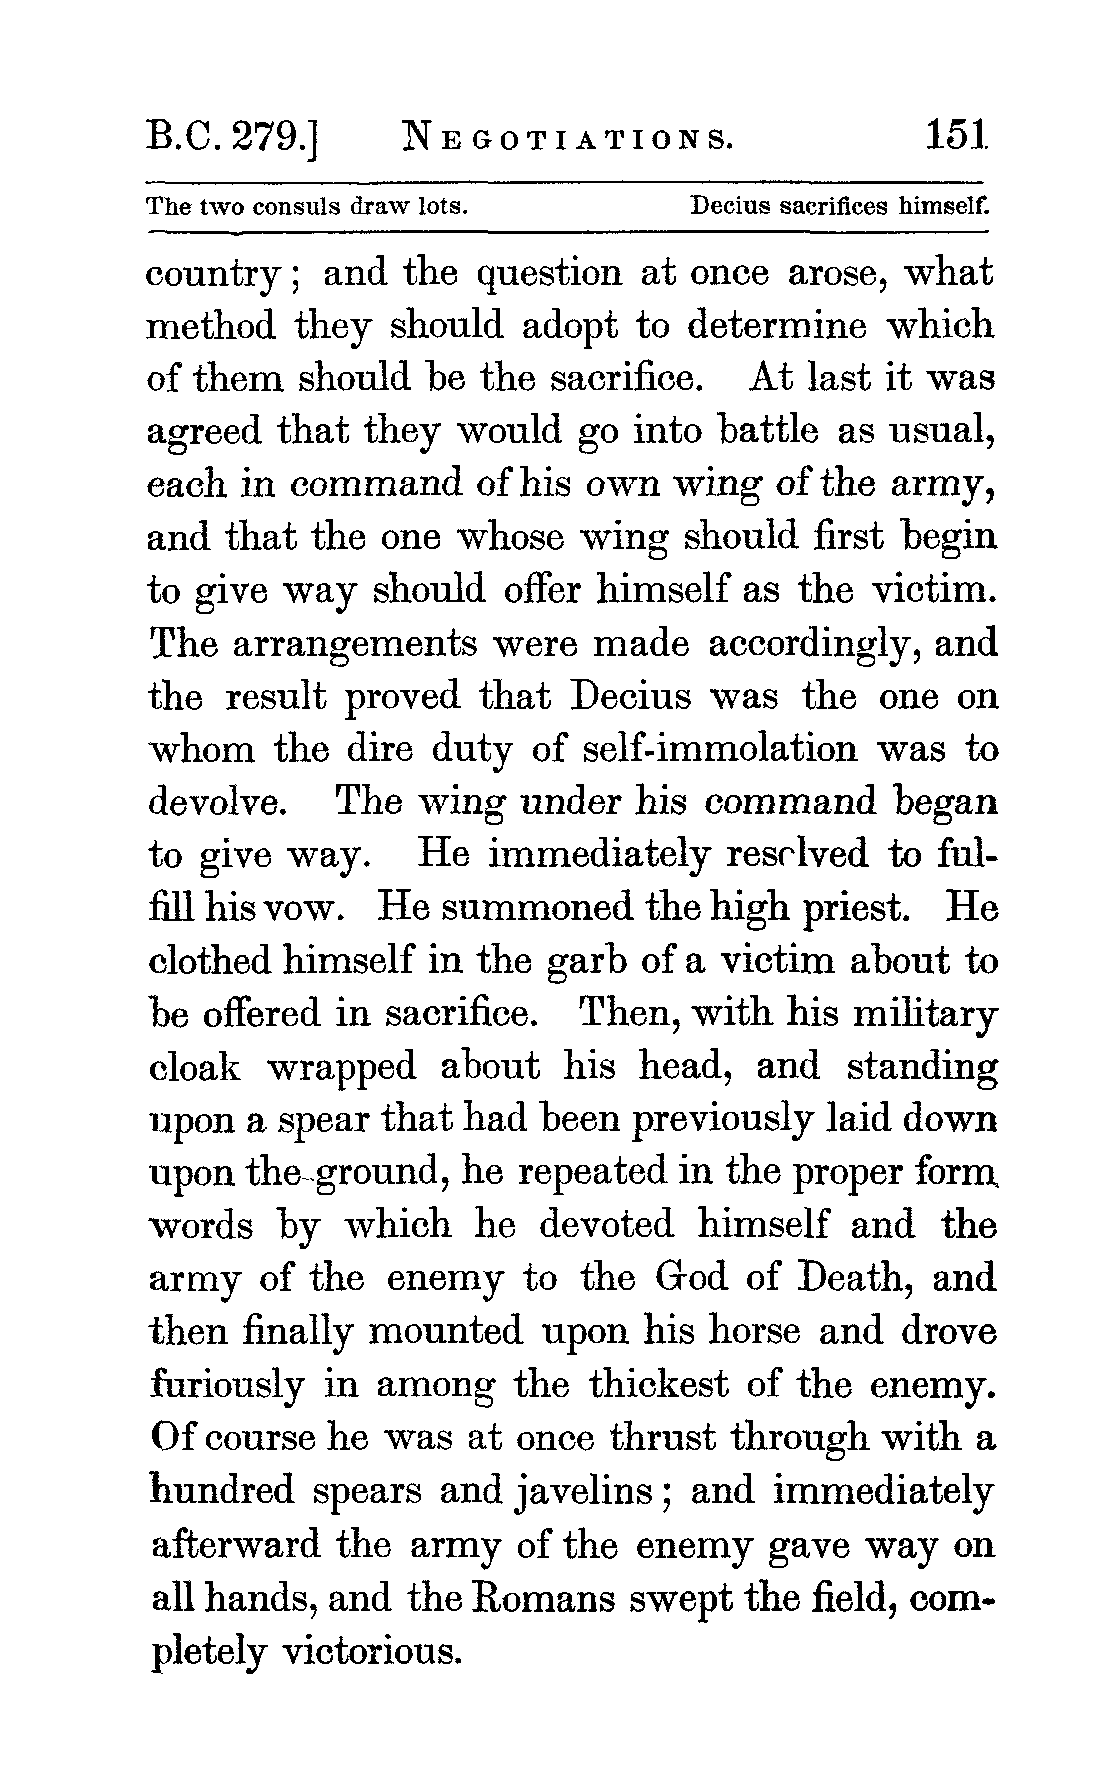 B.C. 279.] NEGOTIATIONS. 151
The two consuls draw lots. Decius sacrifices himself.
country; and the question at once arose, what
method they should adopt to determine which
of them should be the sacrifice. At last it was
agreed that they would go into battle as usual,
each in command of his own wing of the army,
and that the one whose wing should first begin
to give way should offer himself as the victim.
The arrangements were made accordingly, and
the result proved that Decius was the one on
whom the dire duty of self-immolation was to
devolve. The wing under his command began
to give way. He immediately resolved to ful-
fill his vow. He summoned the high priest. He
clothed himself in the garb of a victim about to
be offered in sacrifice. Then, with his military
cloak wrapped about his head, and standing
upon a spear that had been previously laid down
upon the ground, he repeated in the proper form
words by which he devoted himself and the
army of the enemy to the God of Death, and
then finally mounted upon his horse and drove
furiously in among the thickest of the enemy.
Of course he was at once thrust through with a
hundred spears and javelins; and immediately
afterward the army of the enemy gave way on
all hands, and the Romans swept the field, com-
pletely victorious.